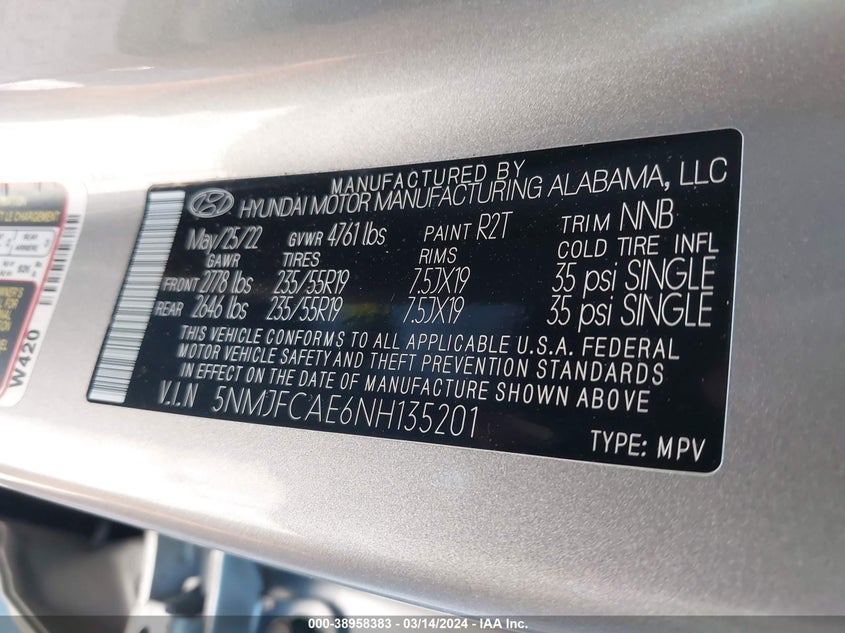 MANUFACTURED BY
HYUNDAI MOTOR MANUFACTURING ALABAMA, LLC
May/25/22 GVWR 4761 lbs PAINT R2T TRIM NNB
GAWR TIRES RIMS COLD TIRE INFL
FRONT 2778 lbs 235/55R19 7.5JX19 35 psi SINGLE
REAR 2646 lbs 235/55R19 7.5JX19 35 psi SINGLE
THIS VEHICLE CONFORMS TO ALL APPLICABLE U.S.A. FEDERAL
MOTOR VEHICLE SAFETY AND THEFT PREVENTION STANDARDS
IN EFFECT ON THE DATE OF MANUFACTURE SHOWN ABOVE
V.I.N 5NMJFCAE6NH135201
TYPE: MPV
LE CHARGEMENT
W420
000-38958383 - 03/14/2024 - IAA Inc.